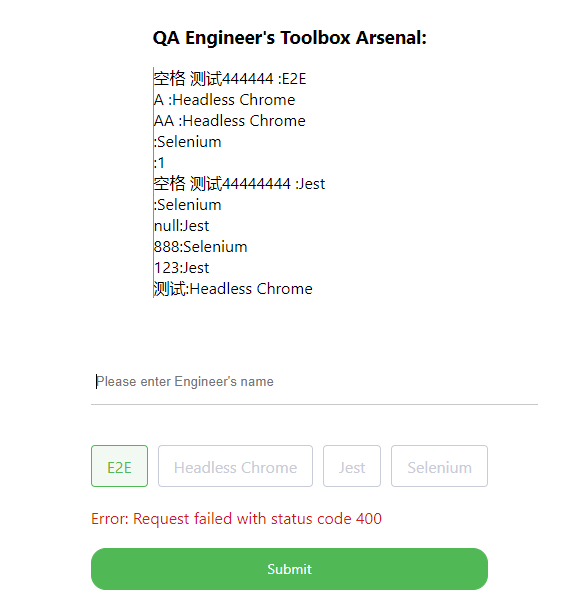 QA Engineer's Toolbox Arsenal:
空格 测试444444 :E2E
A :Headless Chrome
AA :Headless Chrome
:Selenium
:1
空格 测试44444444 :Jest
:Selenium
null:Jest
888:Selenium
123:Jest
测试:Headless Chrome
Please enter Engineer's name
E2E Headless Chrome Jest Selenium
Error: Request failed with status code 400
Submit